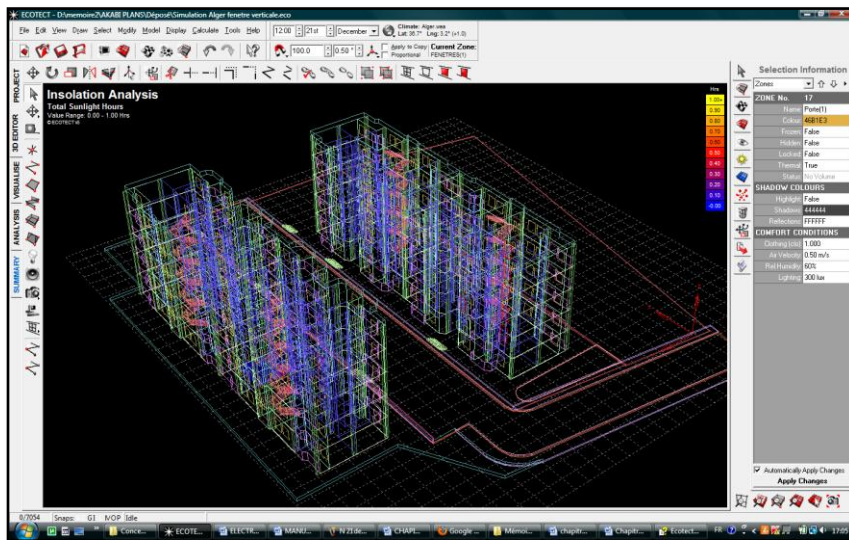 ECOTECT - D:\memoire2\AKABI PLANS\Déposé\Simulation Alger fenetre verticale.eco
File Edit View Draw Select Modify Model Display Calculate Tools Help
12:00 21st December
Climate: Alger.wea
Lat: 36.7° Lng: 3.2° (+1.0)
100.0 0.50
Apply to Copy
Proportional
Current Zone:
FENETRES(1)
PROJECT
3D EDITOR
VISUALISE
ANALYSIS
SUMMARY
Insolation Analysis
Total Sunlight Hours
Value Range: 0.00 - 1.00 Hrs
© ECOTECT v5
Hrs
1.00+
0.90
0.80
0.70
0.60
0.50
0.40
0.30
0.20
0.10
Selection Information
Zones
ZONE No. 17
Name Porte(1)
Colour 46B1E3
Frozen False
Hidden False
Locked False
Thermal True
Status No Volume
SHADOW COLOURS
Highlight False
Shadow 444444
Reflection FFFFFF
COMFORT CONDITIONS
Clothing (clo) 1.000
Air Velocity 0.50 m/s
Rel.Humidity 60%
Lighting 300 lux
Automatically Apply Changes
Apply Changes
0/7054 Snaps: GI IVOP Idle
Conce... ECOTE... ELECTR... MANU... N ZI de... CHAPI... Google ... Mémoi... chapitr... Chapitr... Ecotect... FR 17:05